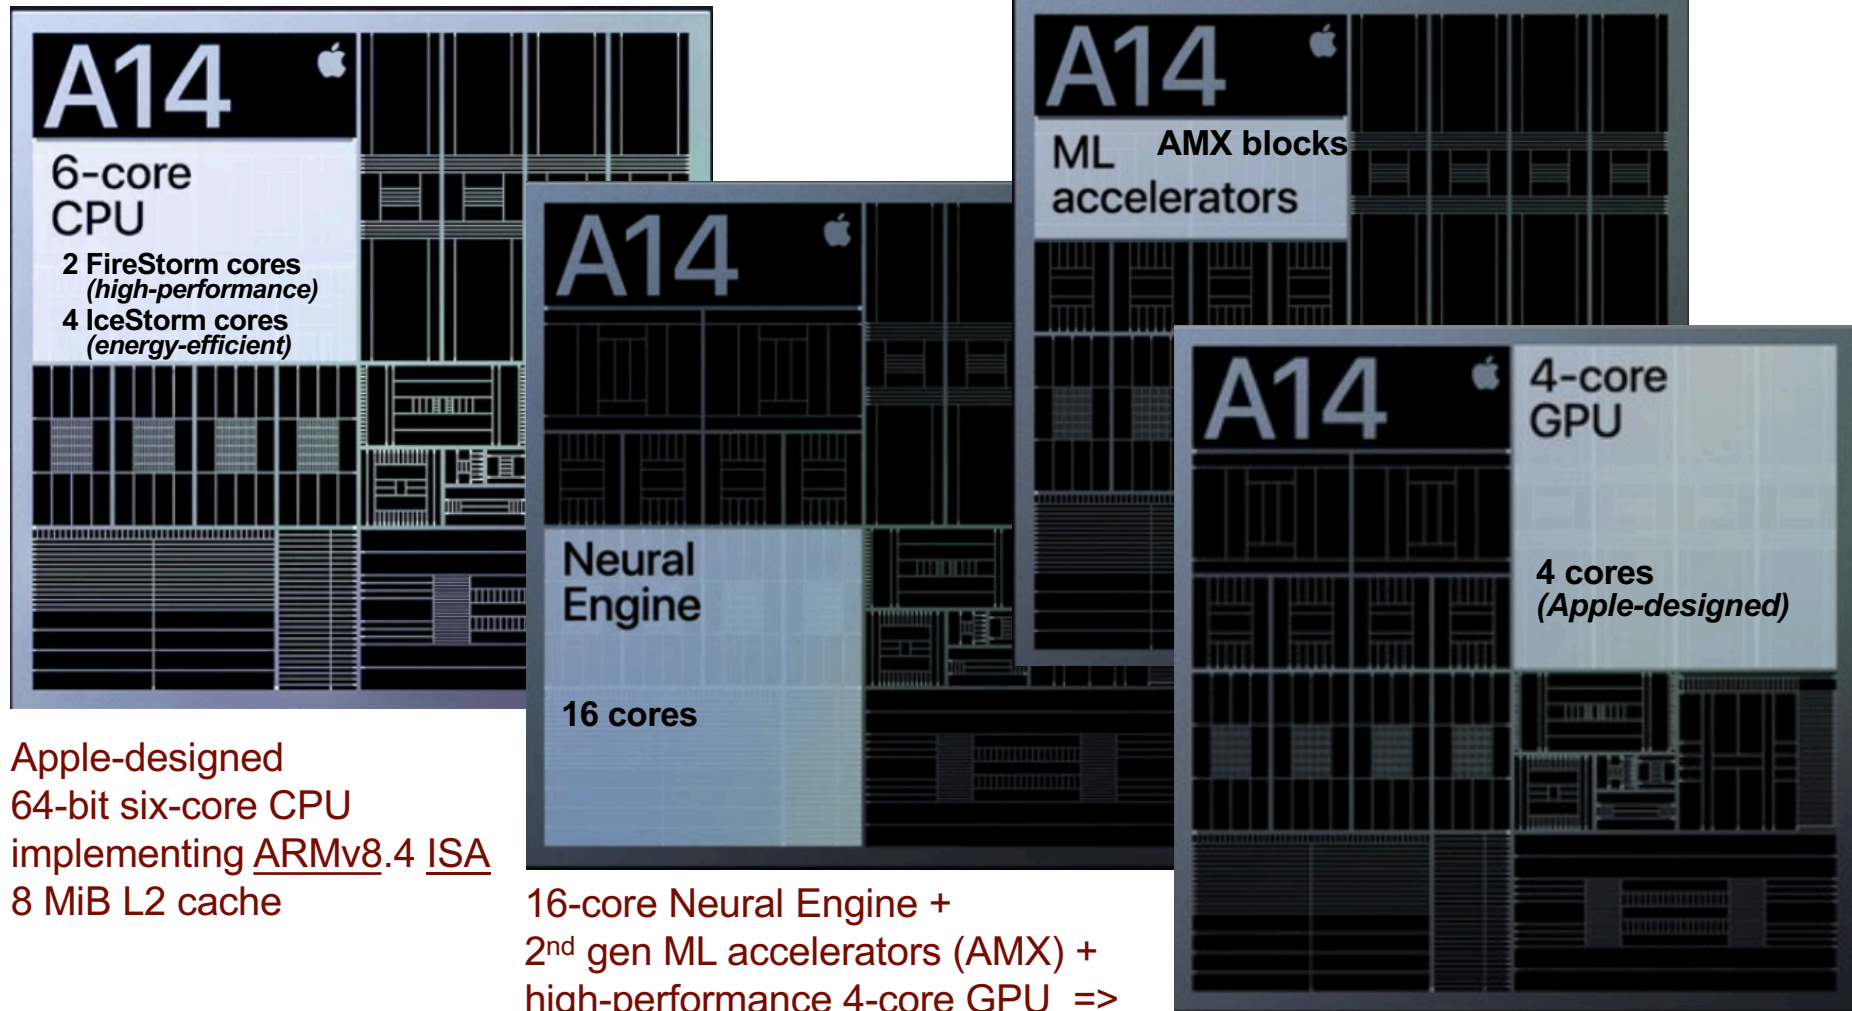 A14
6-core
CPU
2 FireStorm cores
(high-performance)
4 IceStorm cores
(energy-efficient)
Apple-designed
64-bit six-core CPU
implementing ARMv8.4 ISA
8 MiB L2 cache
A14
Neural
Engine
16 cores
16-core Neural Engine +
2nd gen ML accelerators (AMX) +
high-performance 4-core GPU =>
A14
ML AMX blocks
accelerators
A14
4-core
GPU
4 cores
(Apple-designed)